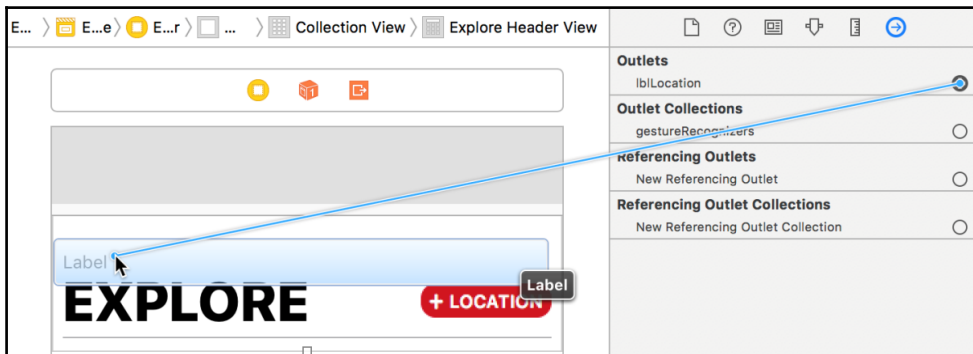 E... E...e E...r ... Collection View Explore Header View
Outlets
lblLocation
Outlet Collections
gestureRecognizers
Referencing Outlets
New Referencing Outlet
Referencing Outlet Collections
New Referencing Outlet Collection
Label
Label
EXPLORE
+ LOCATION